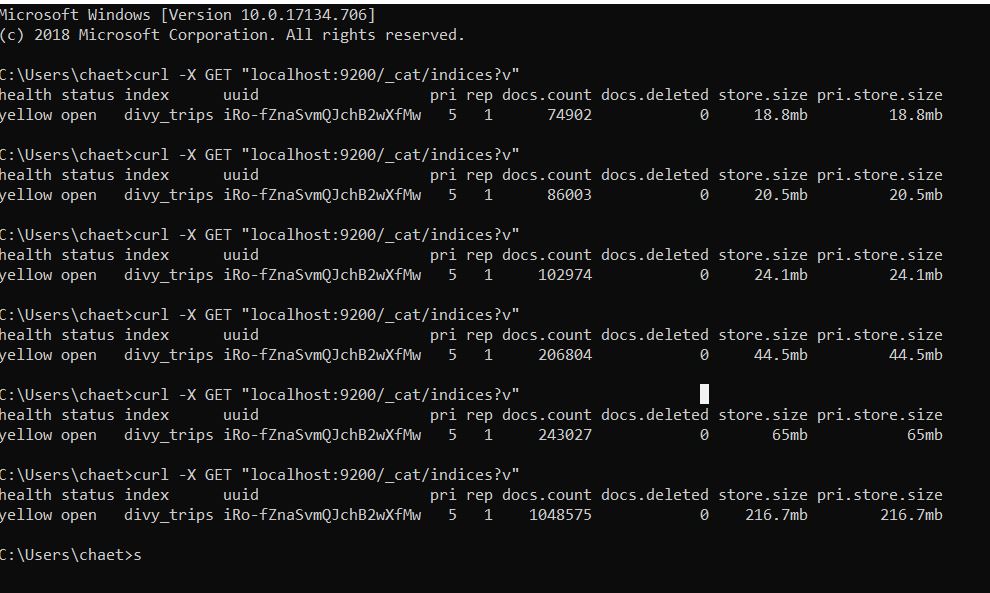 Microsoft Windows [Version 10.0.17134.706]
(c) 2018 Microsoft Corporation. All rights reserved.
C:\Users\chaet>curl -X GET "localhost:9200/_cat/indices?v"
health status index      uuid                   pri rep docs.count docs.deleted store.size pri.store.size
yellow open   divy_trips iRo-fZnaSvmQJchB2wXfMw   5   1      74902            0     18.8mb         18.8mb
C:\Users\chaet>curl -X GET "localhost:9200/_cat/indices?v"
health status index      uuid                   pri rep docs.count docs.deleted store.size pri.store.size
yellow open   divy_trips iRo-fZnaSvmQJchB2wXfMw   5   1      86003            0     20.5mb         20.5mb
C:\Users\chaet>curl -X GET "localhost:9200/_cat/indices?v"
health status index      uuid                   pri rep docs.count docs.deleted store.size pri.store.size
yellow open   divy_trips iRo-fZnaSvmQJchB2wXfMw   5   1     102974            0     24.1mb         24.1mb
C:\Users\chaet>curl -X GET "localhost:9200/_cat/indices?v"
health status index      uuid                   pri rep docs.count docs.deleted store.size pri.store.size
yellow open   divy_trips iRo-fZnaSvmQJchB2wXfMw   5   1     206804            0     44.5mb         44.5mb
C:\Users\chaet>curl -X GET "localhost:9200/_cat/indices?v"
health status index      uuid                   pri rep docs.count docs.deleted store.size pri.store.size
yellow open   divy_trips iRo-fZnaSvmQJchB2wXfMw   5   1     243027            0       65mb           65mb
C:\Users\chaet>curl -X GET "localhost:9200/_cat/indices?v"
health status index      uuid                   pri rep docs.count docs.deleted store.size pri.store.size
yellow open   divy_trips iRo-fZnaSvmQJchB2wXfMw   5   1    1048575            0    216.7mb        216.7mb
C:\Users\chaet>s